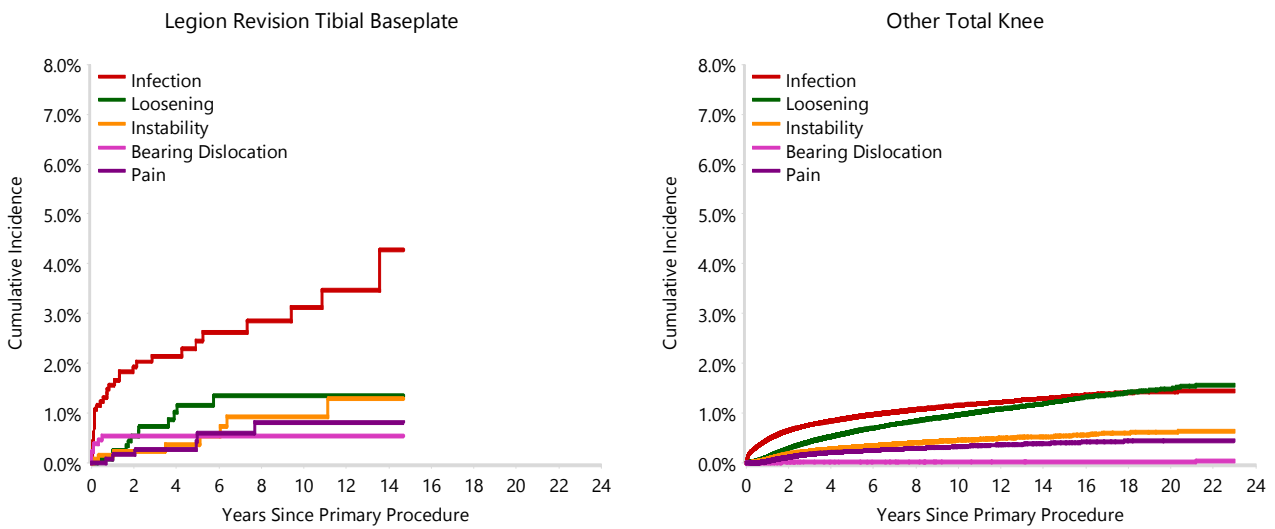 Legion Revision Tibial Baseplate
8.0%
7.0%
6.0%
5.0%
4.0%
3.0%
2.0%
1.0%
0.0%
Cumulative Incidence
Infection
Loosening
Instability
Bearing Dislocation
Pain
0 2 4 6 8 10 12 14 16 18 20 22 24
Years Since Primary Procedure
Other Total Knee
8.0%
7.0%
6.0%
5.0%
4.0%
3.0%
2.0%
1.0%
0.0%
Cumulative Incidence
Infection
Loosening
Instability
Bearing Dislocation
Pain
0 2 4 6 8 10 12 14 16 18 20 22 24
Years Since Primary Procedure